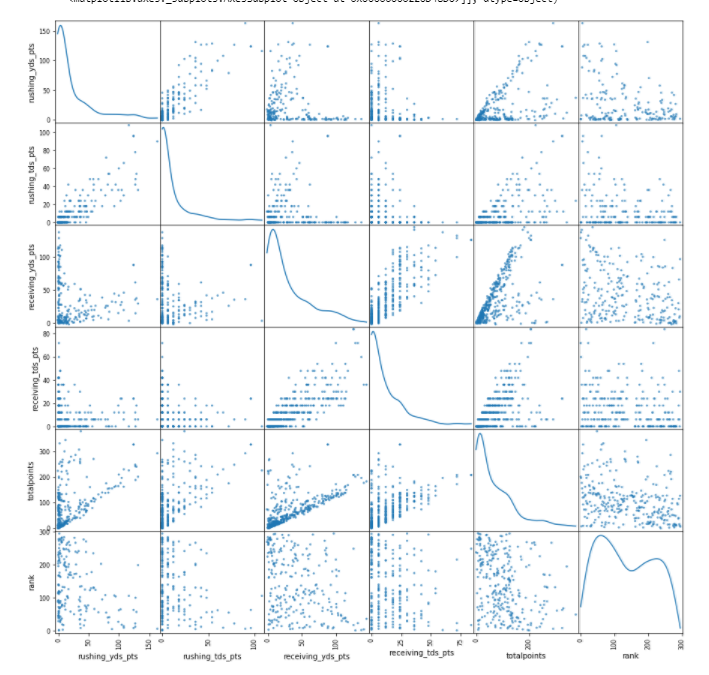 rushing_yds_pts
150
100
50
0
rushing_tds_pts
100
80
60
40
20
0
receiving_yds_pts
100
50
0
receiving_tds_pts
80
60
40
20
0
totalpoints
300
200
100
0
rank
300
200
100
0
0 50 100 150
0 50 100
0 50 100
0 25 50 75
0 200
0 100 200 300
rushing_yds_pts rushing_tds_pts receiving_yds_pts receiving_tds_pts totalpoints rank